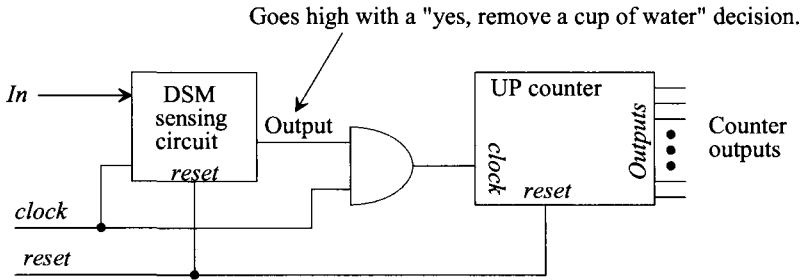 Goes high with a "yes, remove a cup of water" decision.
In
DSM
sensing
circuit
reset
Output
UP counter
clock
reset
Outputs
Counter
outputs
clock
reset